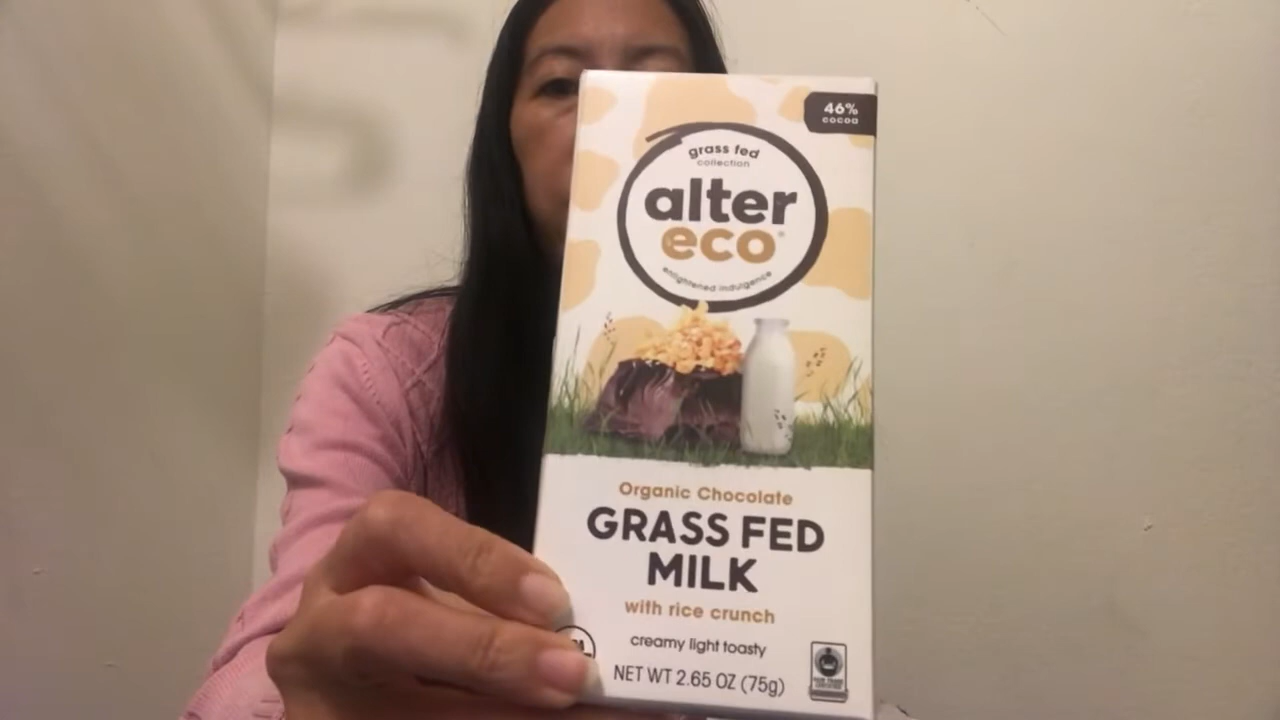 46%
cocoa
grass fed
collection
alter
eco
enlightened indulgence
Organic Chocolate
GRASS FED
MILK
with rice crunch
creamy light toasty
NET WT 2.65 OZ (75g)